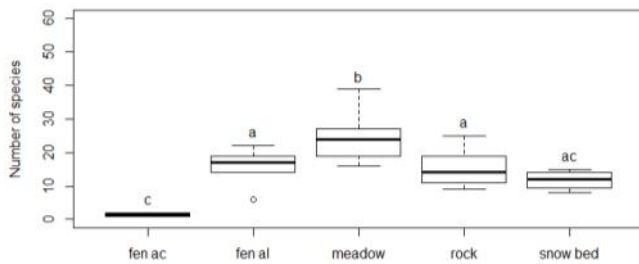 Number of species
60
50
40
30
20
10
0
c
a
b
a
ac
fen ac
fen al
meadow
rock
snow bed